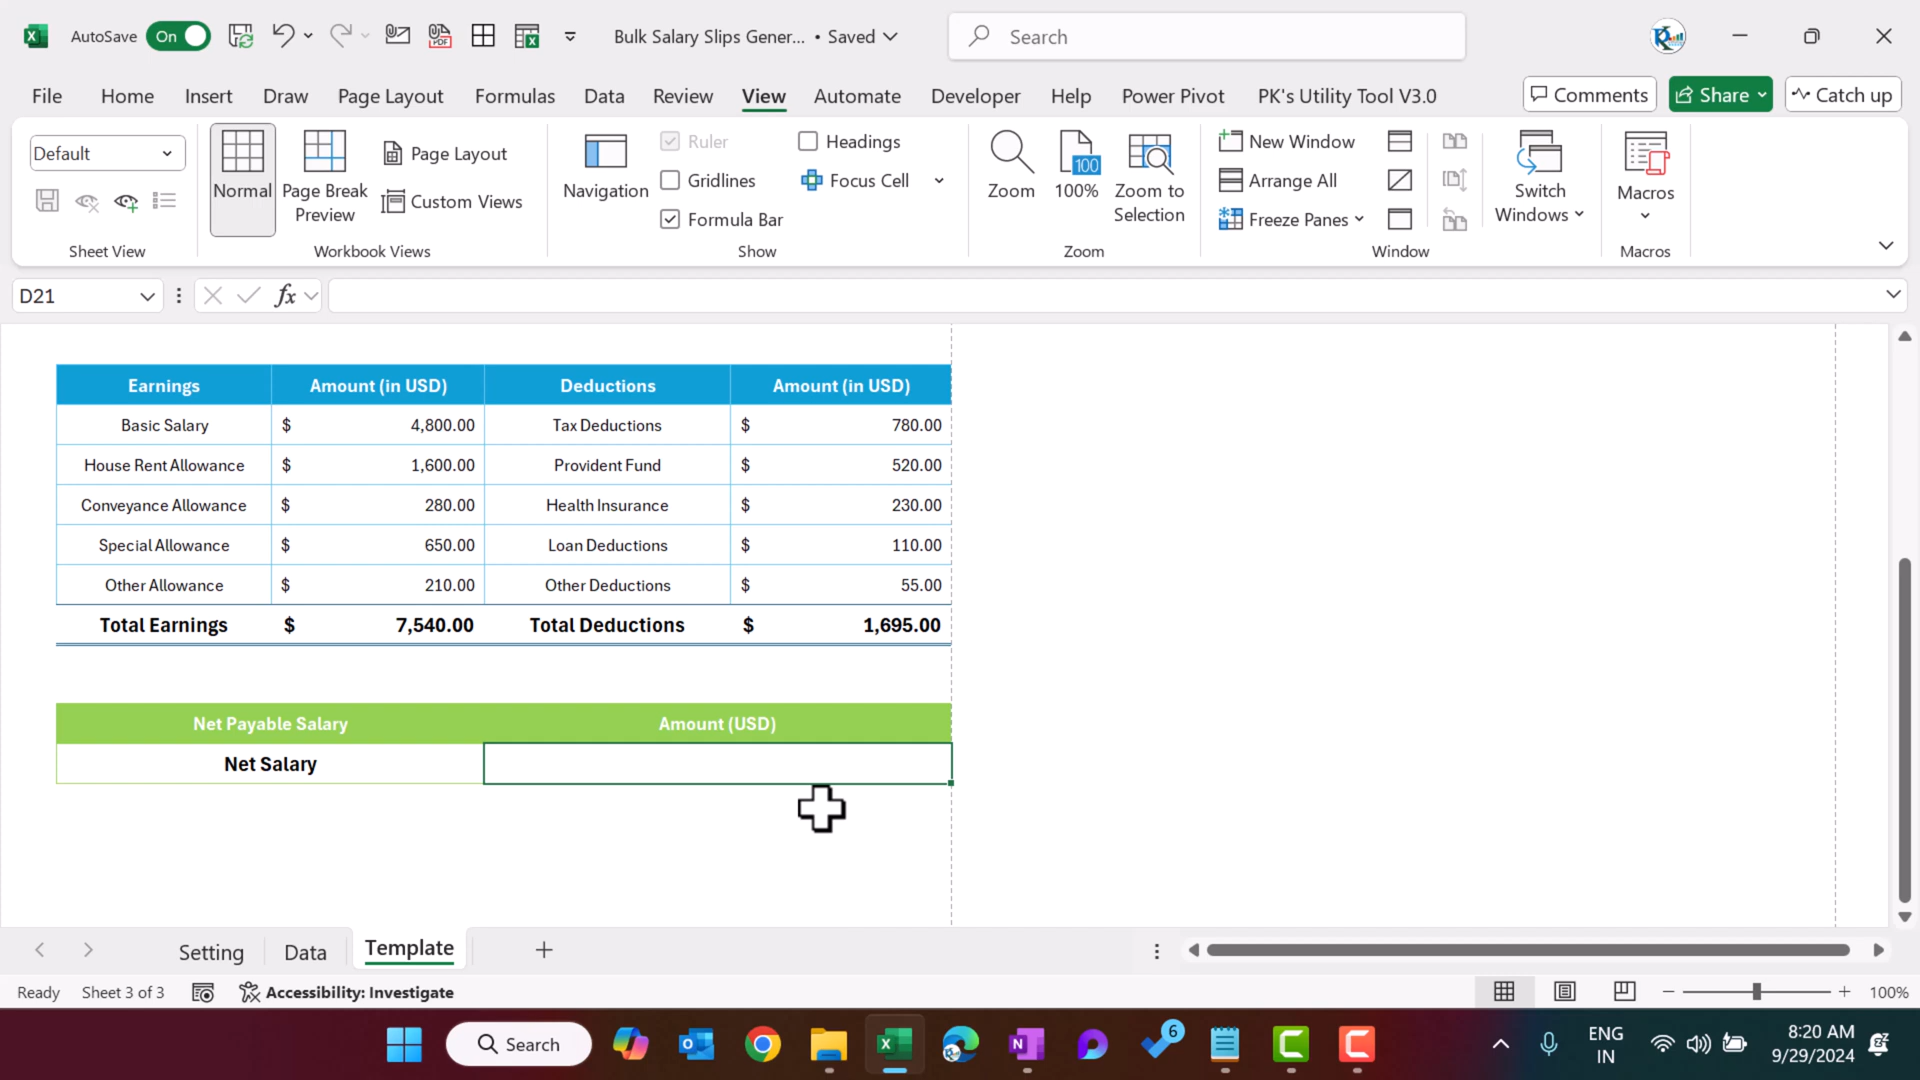 AutoSave On Bulk Salary Slips Gener... • Saved Search
File Home Insert Draw Page Layout Formulas Data Review View Automate Developer Help Power Pivot PK's Utility Tool V3.0 Comments Share Catch up
Default
Normal
Page Break Preview
Page Layout
Custom Views
Navigation
Ruler
Gridlines
Formula Bar
Headings
Focus Cell
Zoom
100
100%
Zoom to Selection
New Window
Arrange All
Freeze Panes
Switch Windows
Macros
Sheet View Workbook Views Show Zoom Window Macros
D21 fx
Earnings Amount (in USD) Deductions Amount (in USD)
Basic Salary $ 4,800.00 Tax Deductions $ 780.00
House Rent Allowance $ 1,600.00 Provident Fund $ 520.00
Conveyance Allowance $ 280.00 Health Insurance $ 230.00
Special Allowance $ 650.00 Loan Deductions $ 110.00
Other Allowance $ 210.00 Other Deductions $ 55.00
Total Earnings $ 7,540.00 Total Deductions $ 1,695.00
Net Payable Salary Amount (USD)
Net Salary
Setting Data Template
Ready Sheet 3 of 3 Accessibility: Investigate 100%
Search 6 ENG IN 8:20 AM 9/29/2024